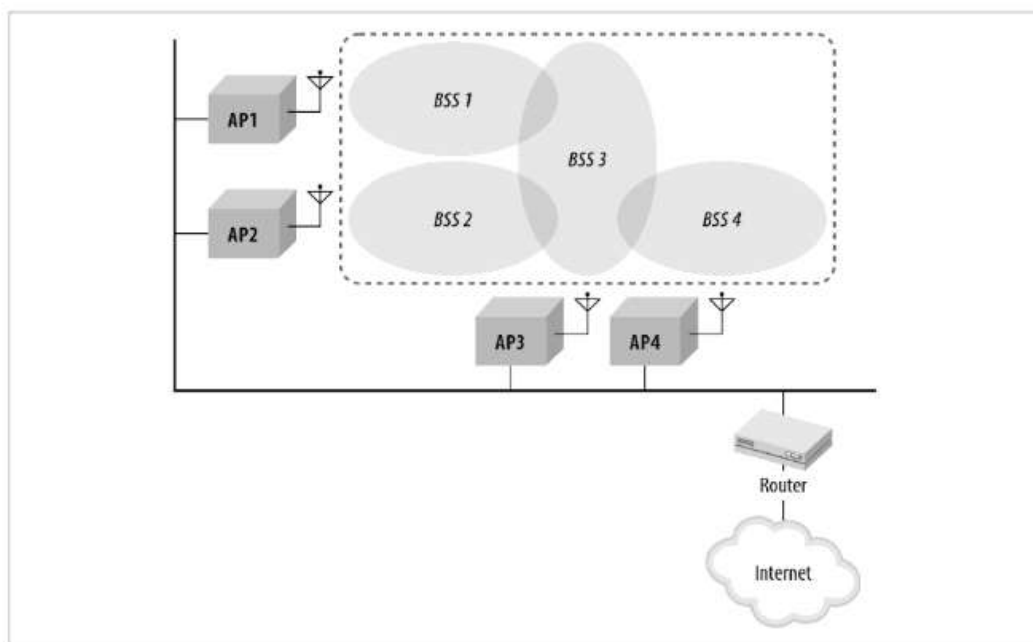 AP1
BSS 1
BSS 3
AP2
BSS 2
BSS 4
AP3
AP4
Router
Internet